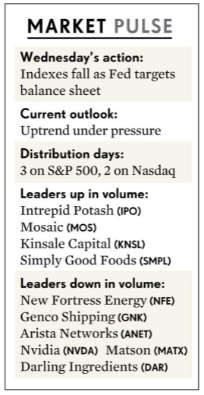 MARKET PULSE
Wednesday's action:
Indexes fall as Fed targets
balance sheet
Current outlook:
Uptrend under pressure
Distribution days:
3 on S&P 500, 2 on Nasdaq
Leaders up in volume:
Intrepid Potash (IPO)
Mosaic (MOS)
Kinsale Capital (KNSL)
Simply Good Foods (SMPL)
Leaders down in volume:
New Fortress Energy (NFE)
Genco Shipping (GNK)
Arista Networks (ANET)
Nvidia (NVDA) Matson (MATX)
Darling Ingredients (DAR)